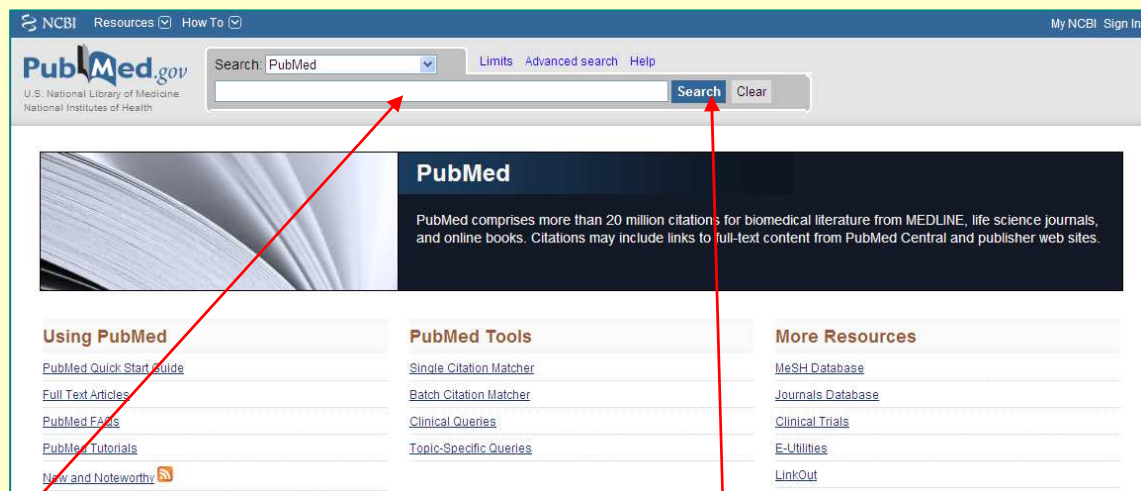 NCBI Resources How To My NCBI Sign In
PubMed.gov
U.S. National Library of Medicine
National Institutes of Health
Search: PubMed
Limits Advanced search Help
Search Clear
PubMed
PubMed comprises more than 20 million citations for biomedical literature from MEDLINE, life science journals,
and online books. Citations may include links to full-text content from PubMed Central and publisher web sites.
Using PubMed
PubMed Quick Start Guide
Full Text Articles
PubMed FAQs
PubMed Tutorials
New and Noteworthy
PubMed Tools
Single Citation Matcher
Batch Citation Matcher
Clinical Queries
Topic-Specific Queries
More Resources
MeSH Database
Journals Database
Clinical Trials
E-Utilities
LinkOut